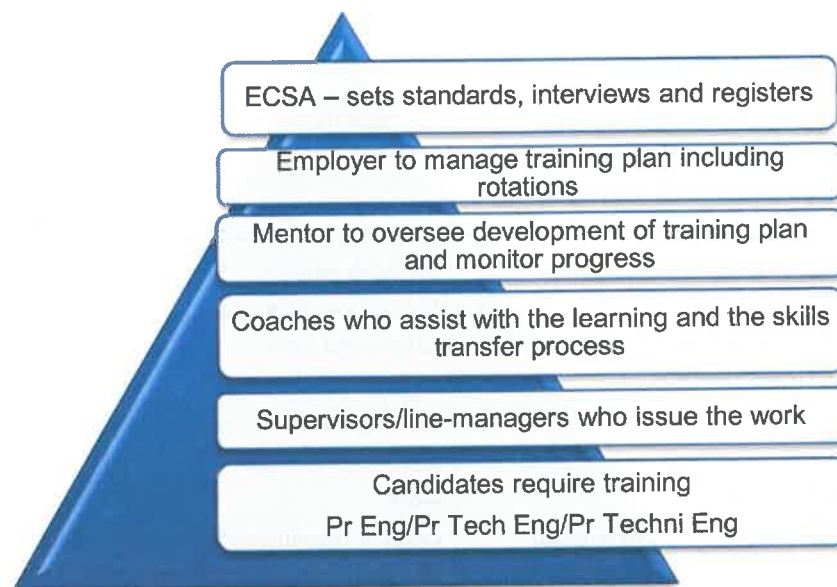 ECSA – sets standards, interviews and registers
Employer to manage training plan including
rotations
Mentor to oversee development of training plan
and monitor progress
Coaches who assist with the learning and the skills
transfer process
Supervisors/line-managers who issue the work
Candidates require training
Pr Eng/Pr Tech Eng/Pr Techni Eng